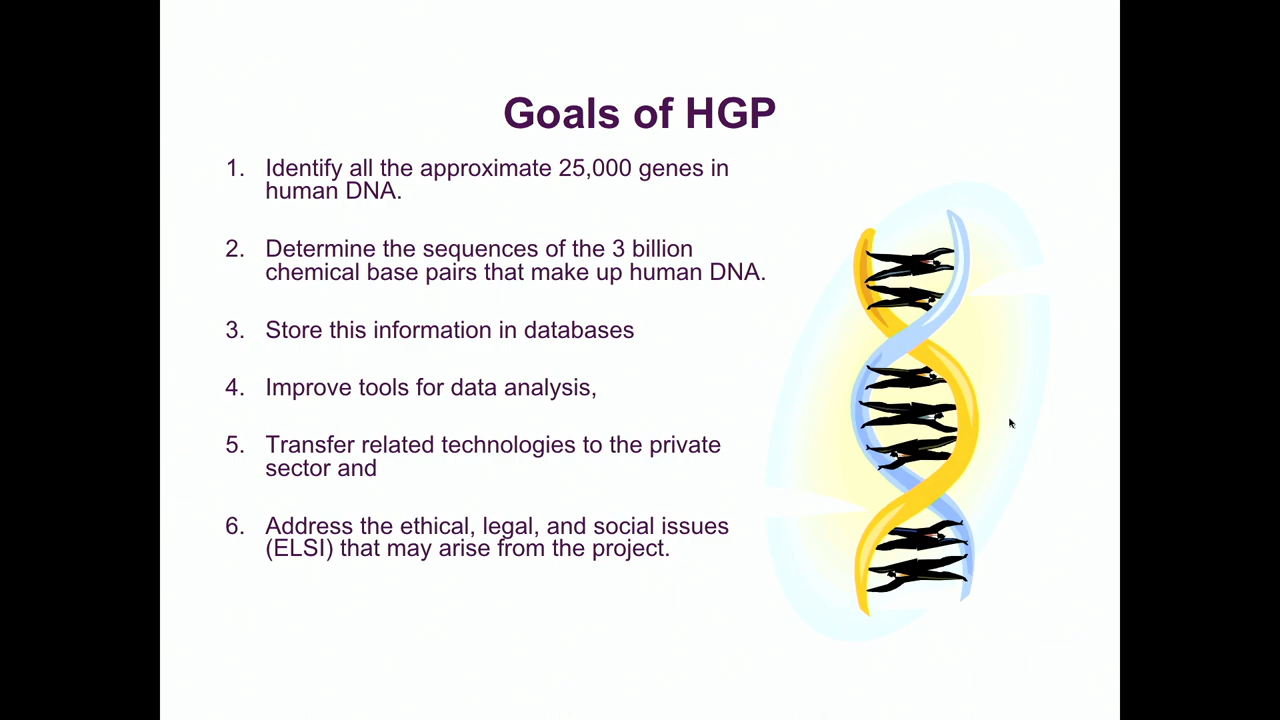 Goals of HGP
1. Identify all the approximate 25,000 genes in
human DNA.
2. Determine the sequences of the 3 billion
chemical base pairs that make up human DNA.
3. Store this information in databases
4. Improve tools for data analysis,
5. Transfer related technologies to the private
sector and
6. Address the ethical, legal, and social issues
(ELSI) that may arise from the project.